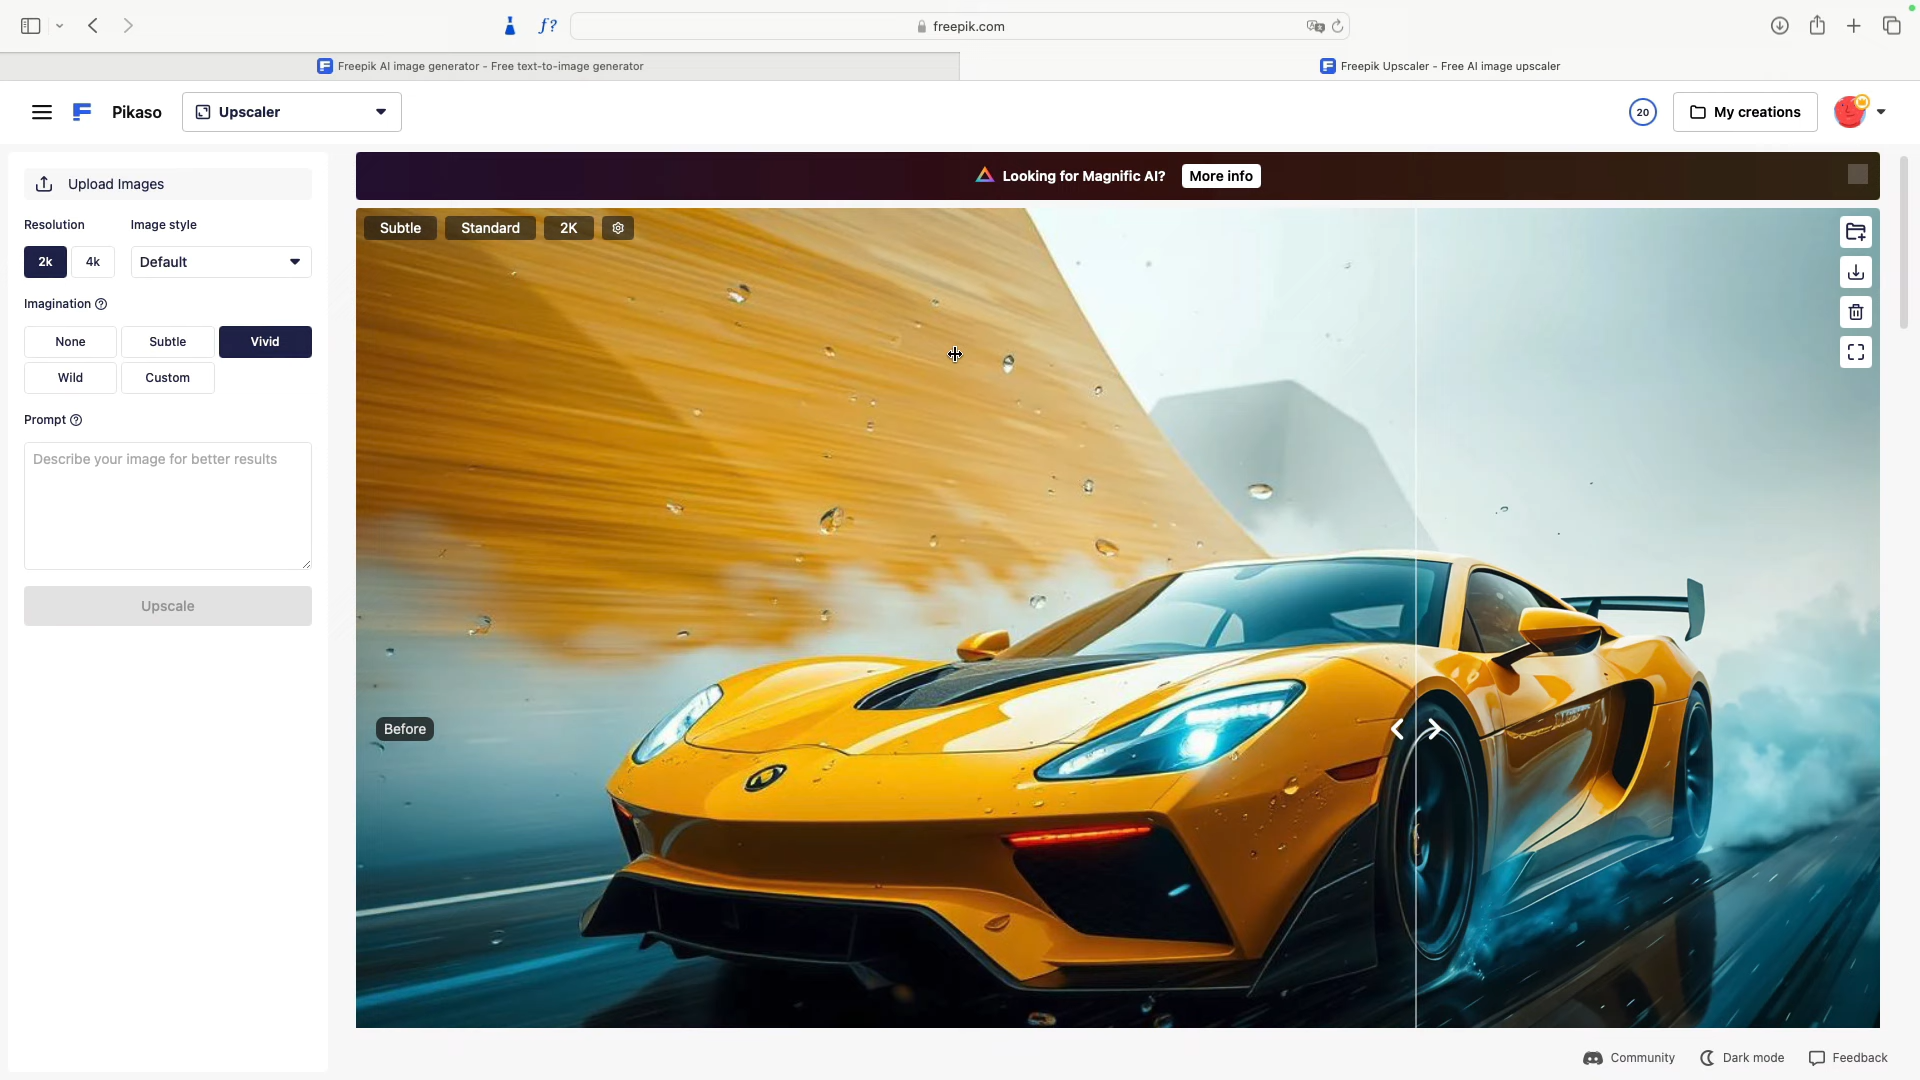 f?
freepik.com
Freepik AI image generator - Free text-to-image generator
Freepik Upscaler - Free AI image upscaler
Pikaso
Upscaler
20
My creations
Upload Images
Looking for Magnific AI?
More info
Resolution
Image style
2k
4k
Default
Imagination
None
Subtle
Vivid
Wild
Custom
Prompt
Describe your image for better results
Upscale
Subtle
Standard
2K
Before
Community
Dark mode
Feedback